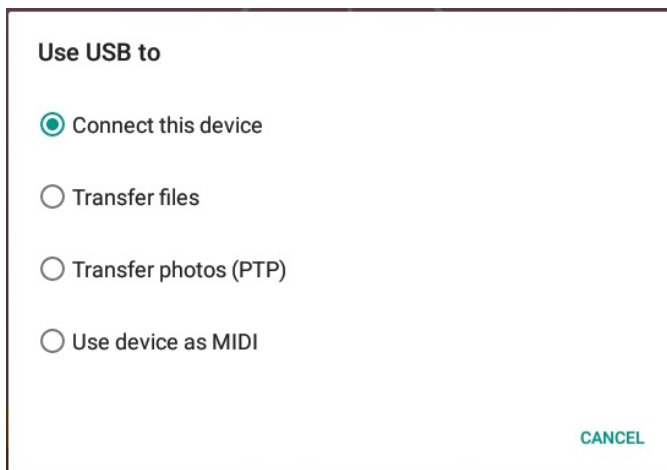 Use USB to
Connect this device
Transfer files
Transfer photos (PTP)
Use device as MIDI
CANCEL